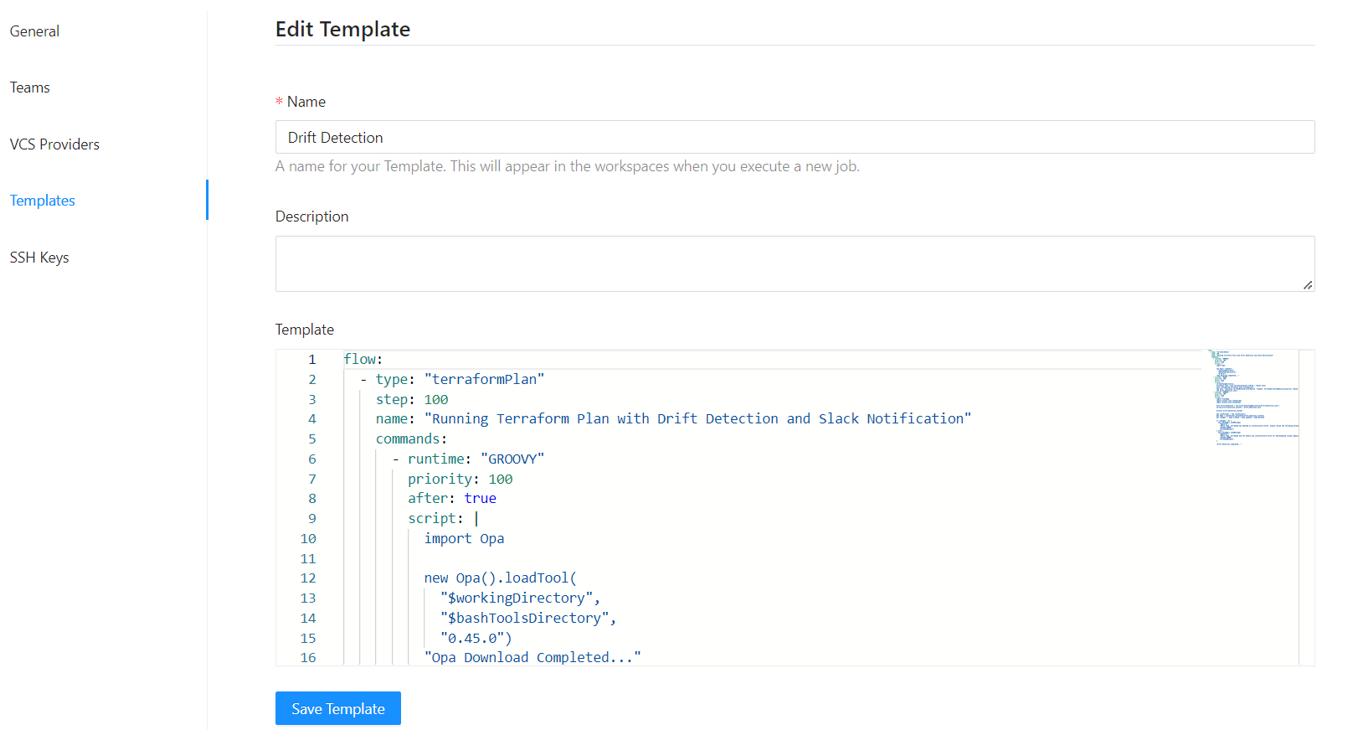 General
Teams
VCS Providers
Templates
SSH Keys
Edit Template
* Name
Drift Detection
A name for your Template. This will appear in the workspaces when you execute a new job.
Description
Template
1 flow:
2 - type: "terraformPlan"
3 step: 100
4 name: "Running Terraform Plan with Drift Detection and Slack Notification"
5 commands:
6 - runtime: "GROOVY"
7 priority: 100
8 after: true
9 script: |
10 import Opa
11
12 new Opa().loadTool(
13 "$workingDirectory",
14 "$bashToolsDirectory",
15 "0.45.0")
16 "Opa Download Completed..."
Save Template